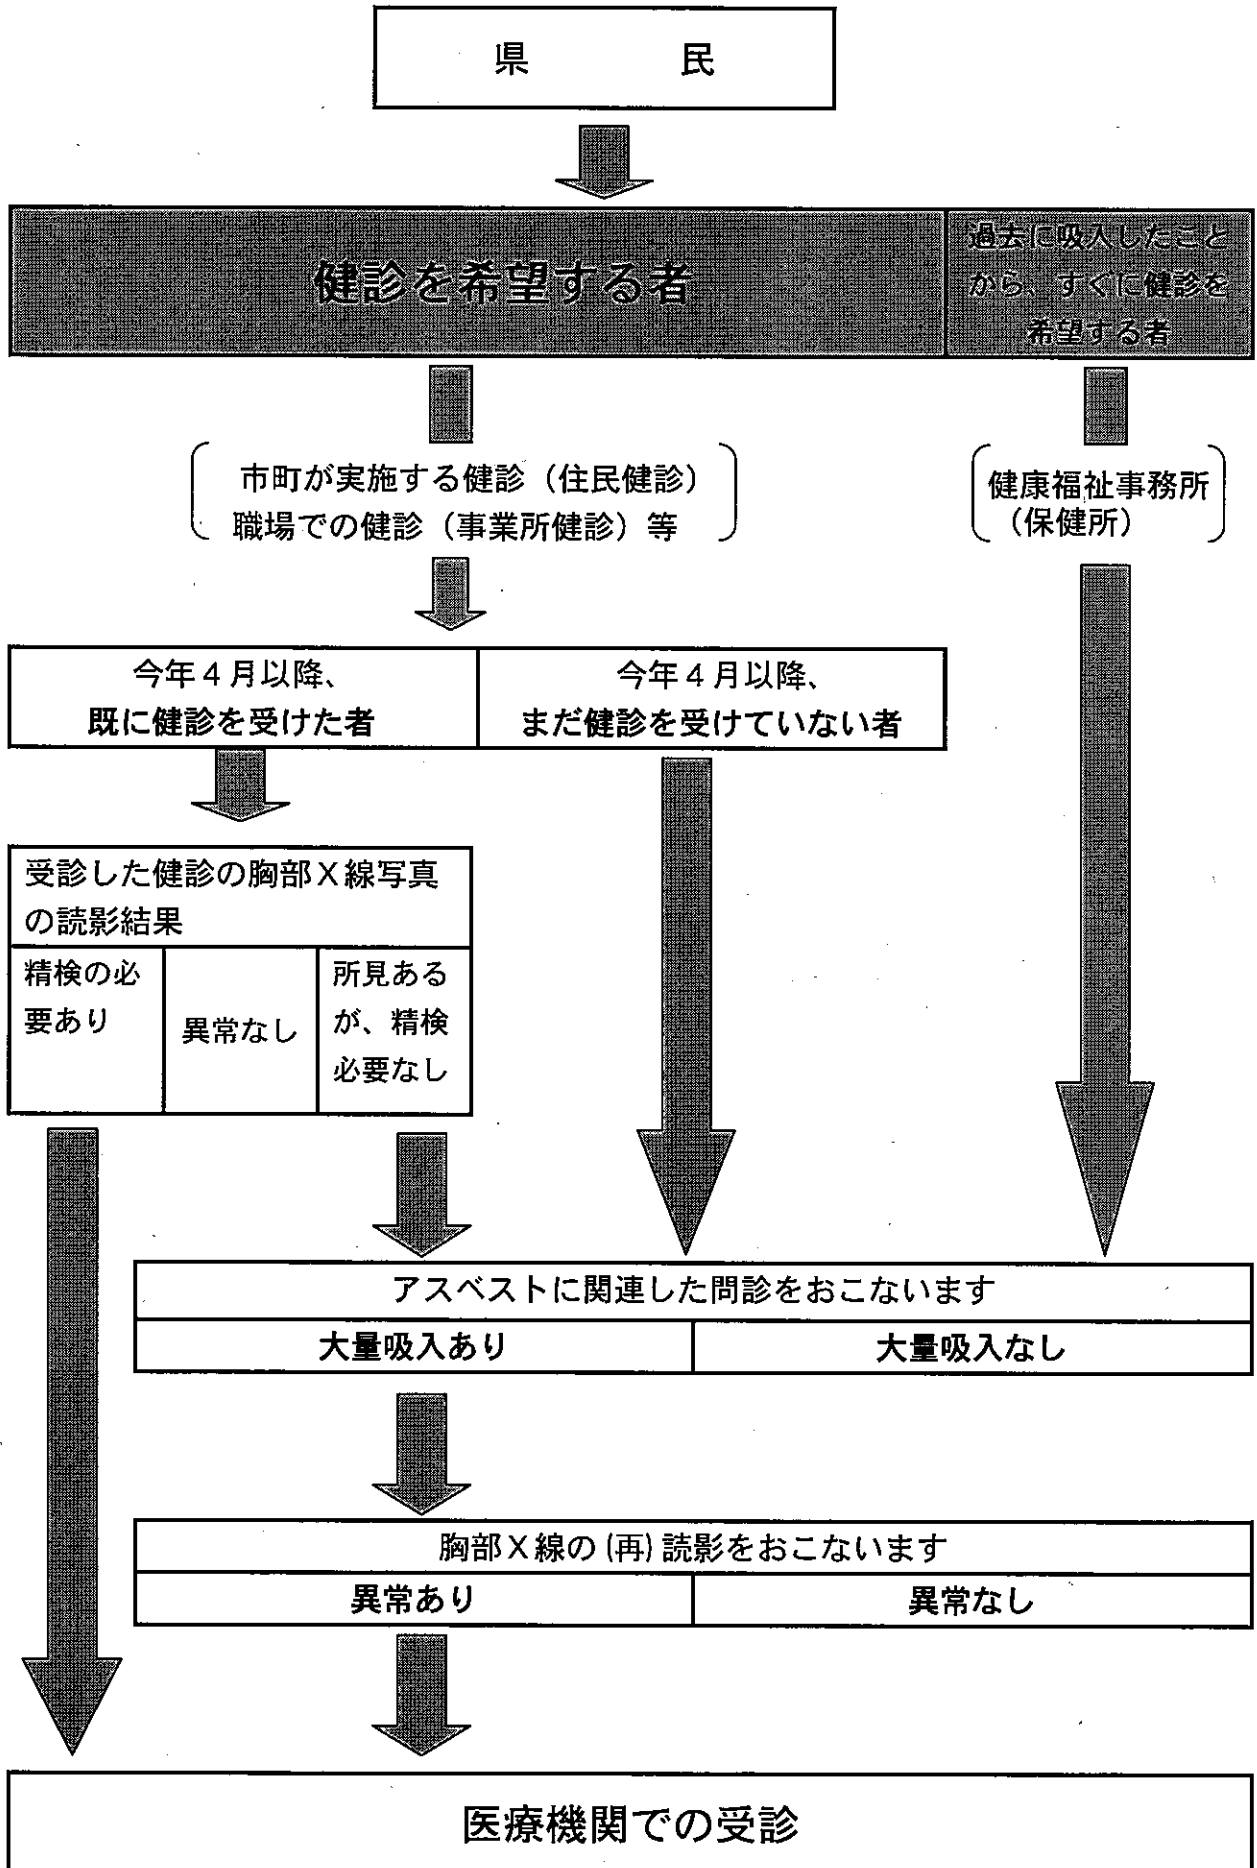 県　民
健診を希望する者
過去に吸入したこと
から、すぐに健診を
希望する者
市町が実施する健診（住民健診）
職場での健診（事業所健診）等
健康福祉事務所
（保健所）
今年４月以降、
既に健診を受けた者
今年４月以降、
まだ健診を受けていない者
受診した健診の胸部Ｘ線写真
の読影結果
精検の必
要あり
異常なし
所見ある
が、精検
必要なし
アスベストに関連した問診をおこないます
大量吸入あり
大量吸入なし
胸部Ｘ線の(再)読影をおこないます
異常あり
異常なし
医療機関での受診